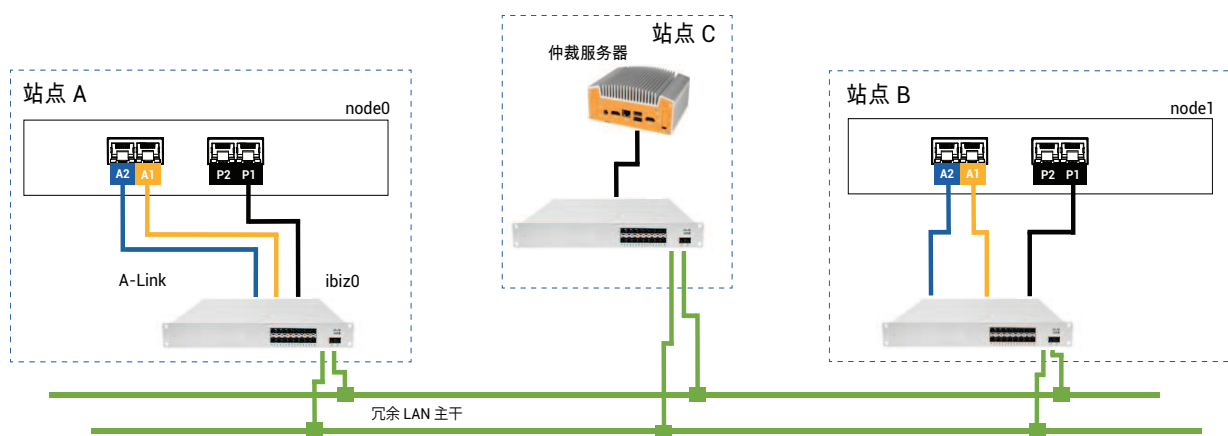 站点 C
仲裁服务器
站点 A
node0
A2 A1 P2 P1
A-Link
ibiz0
站点 B
node1
A2 A1 P2 P1
冗余 LAN 主干